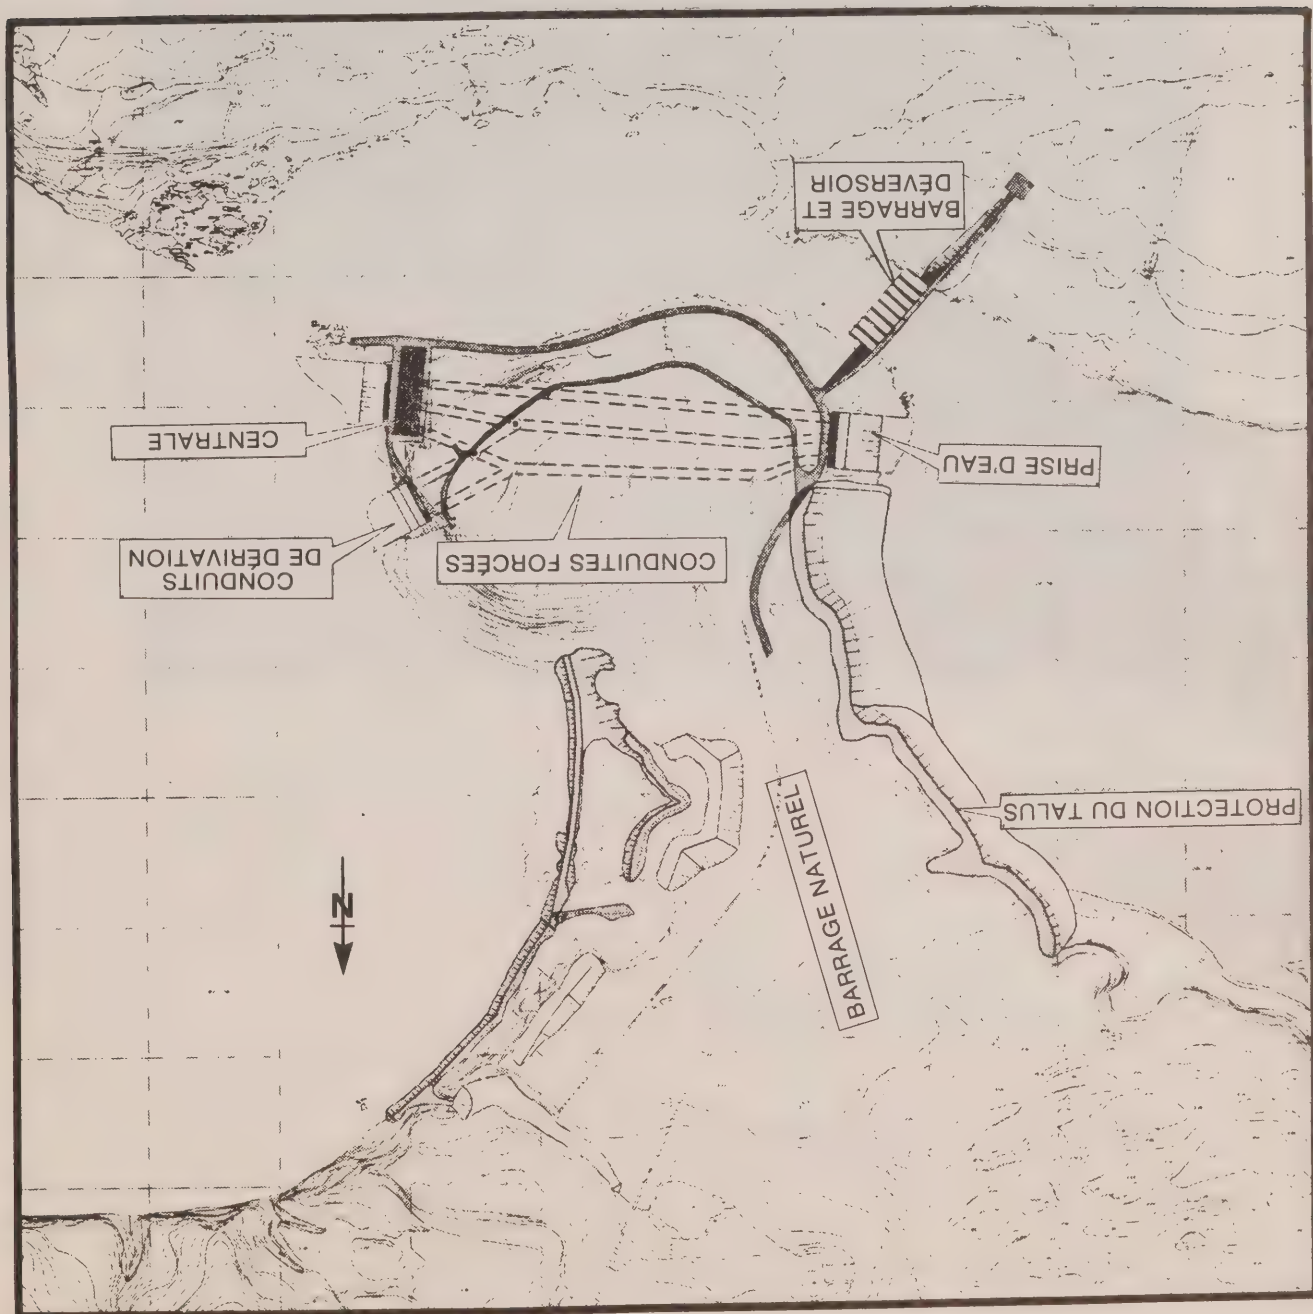 N
BARRAGE NATUREL
PROTECTION DU TALUS
CONDUITES FORCÉES
CONDUITS
DE DÉRIVATION
PRISE D'EAU
CENTRALE
BARRAGE ET
DÉVERSOIR